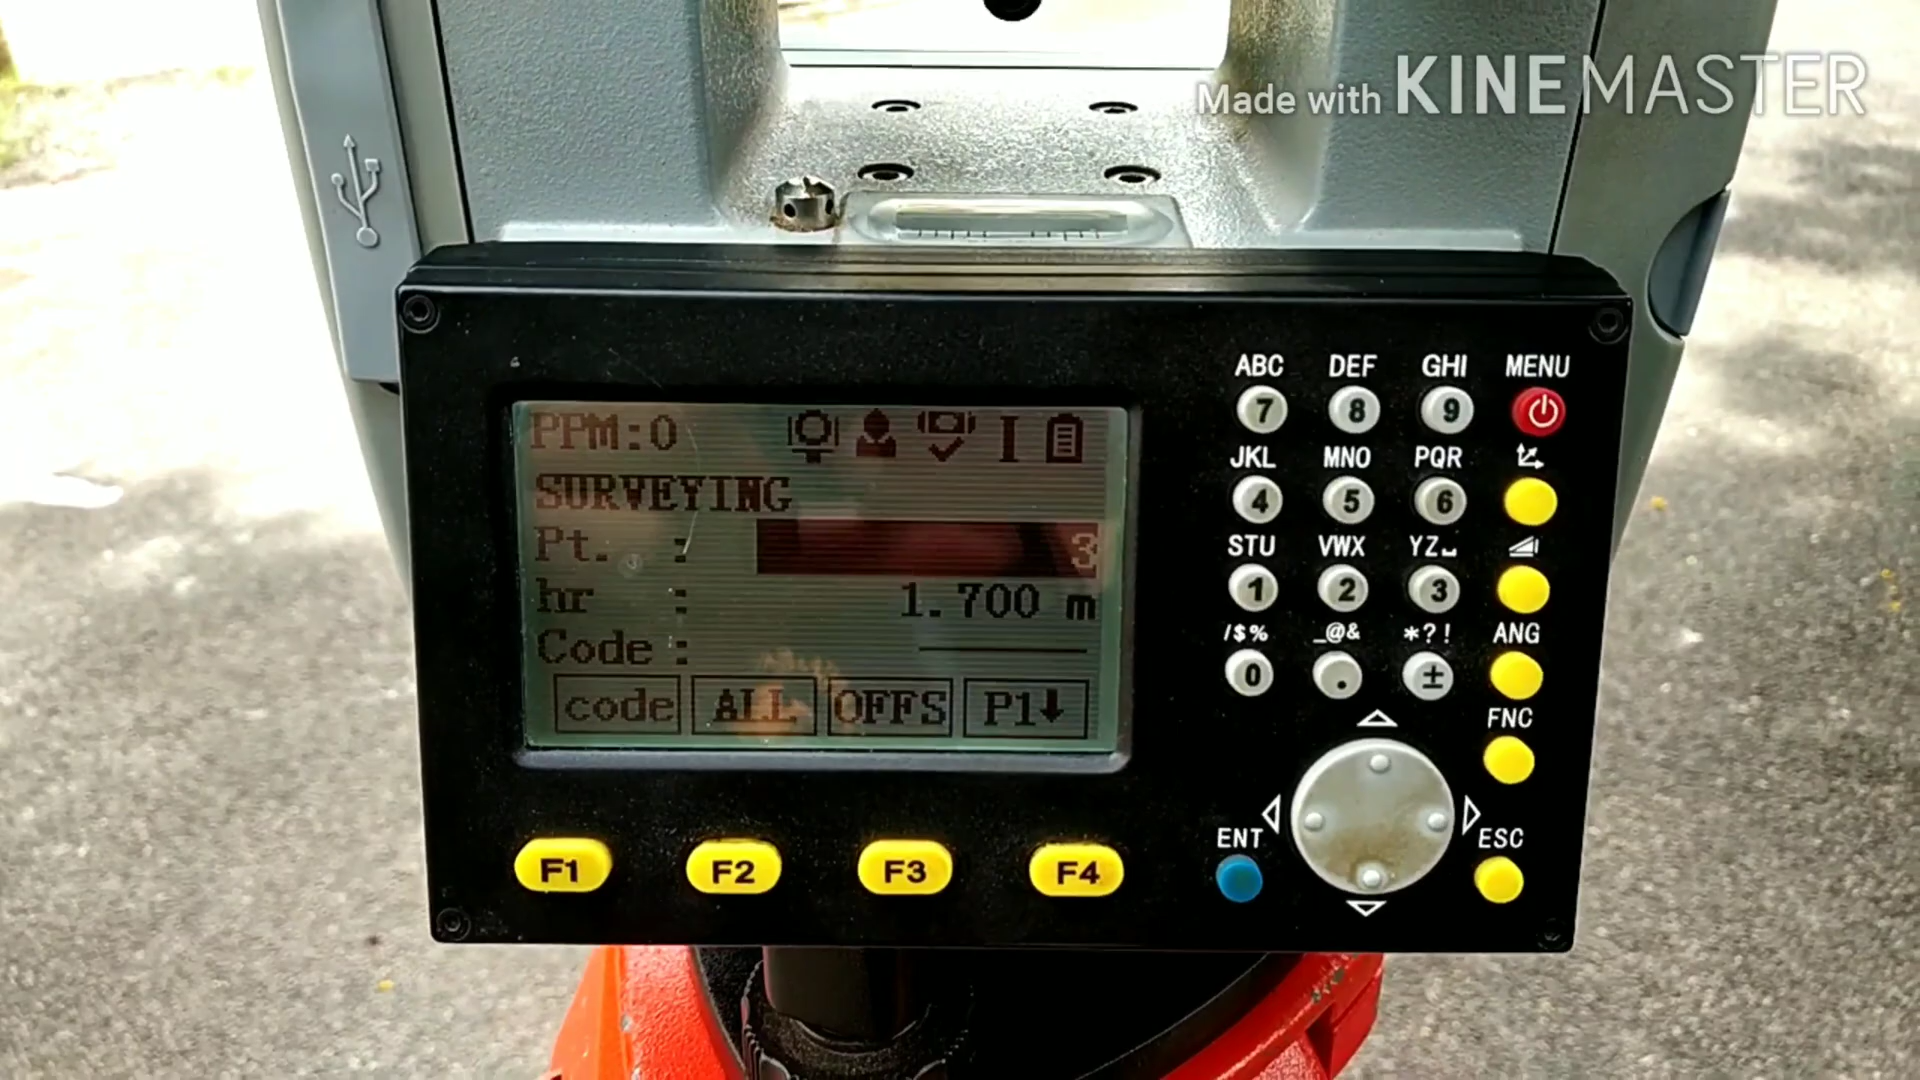 Made with KINEMASTER
PPM:0
SURVEYING
Pt. : 3
hr : 1.700 m
Code :
code ALL OFFS P1↓
F1 F2 F3 F4
ABC DEF GHI MENU
7 8 9
JKL MNO PQR
4 5 6
STU VWX YZ⎵
1 2 3
/$% _@& *?! ANG
0 . ±
FNC
ENT ESC